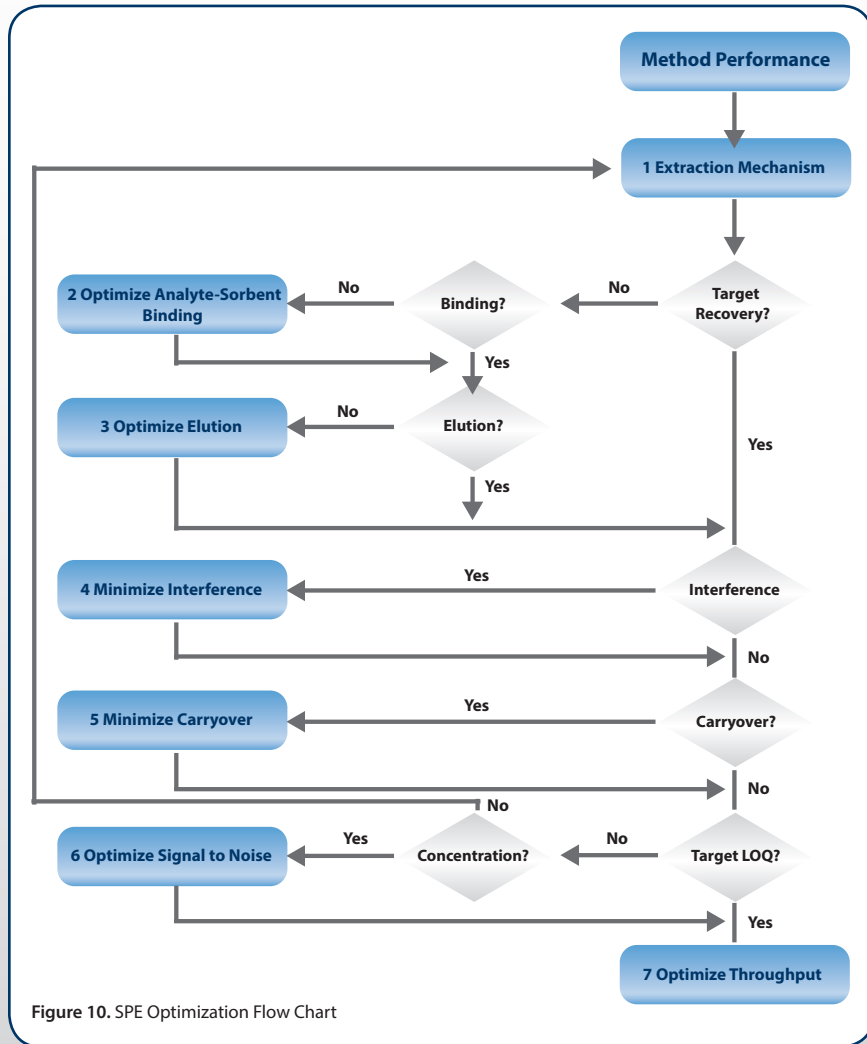 Method Performance
1 Extraction Mechanism
2 Optimize Analyte-Sorbent
Binding
No
Binding?
No
Target
Recovery?
Yes
3 Optimize Elution
No
Elution?
Yes
Yes
4 Minimize Interference
Yes
Interference
No
5 Minimize Carryover
Yes
Carryover?
No
No
6 Optimize Signal to Noise
Yes
Concentration?
No
Target LOQ?
Yes
7 Optimize Throughput
Figure 10. SPE Optimization Flow Chart